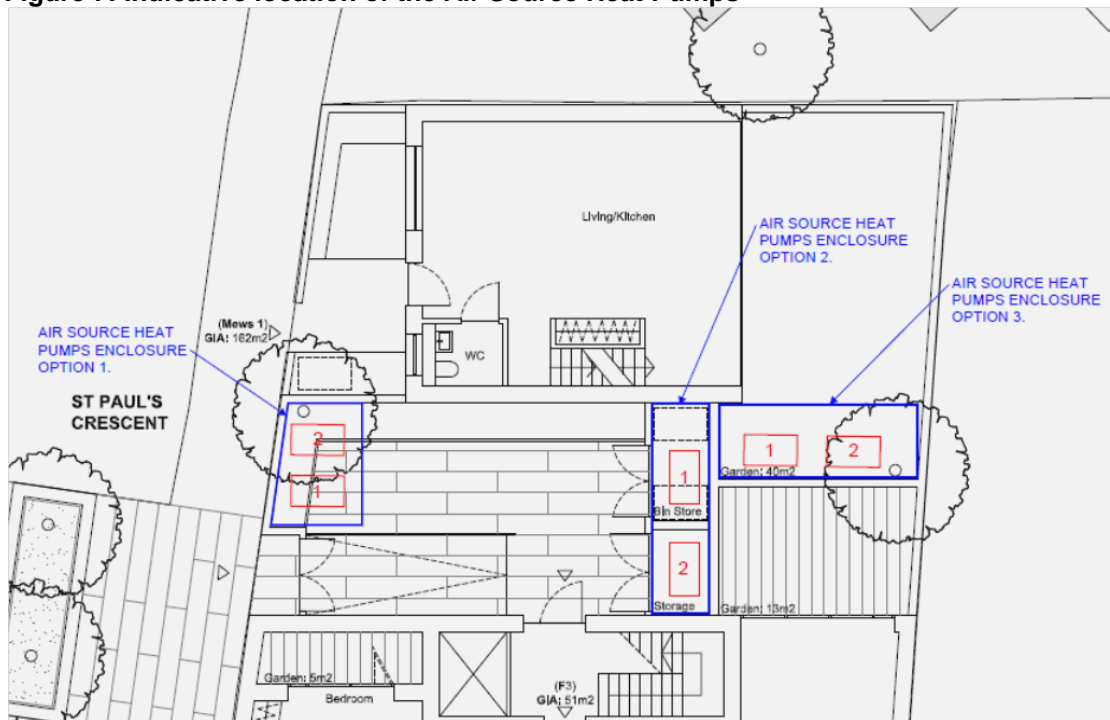 Figure 7: Indicative location of the Air Source Heat Pumps
Living/Kitchen
AIR SOURCE HEAT
PUMPS ENCLOSURE
OPTION 2.
AIR SOURCE HEAT
PUMPS ENCLOSURE
OPTION 3.
(Mews 1)
GIA: 162m2
AIR SOURCE HEAT
PUMPS ENCLOSURE
OPTION 1.
WC
ST PAUL'S
CRESCENT
2
1
1
Bin Store
2
Storage
1
2
Garden: 40m2
Garden: 13m2
Garden: 5m2
Bedroom
(F3)
GIA: 51m2